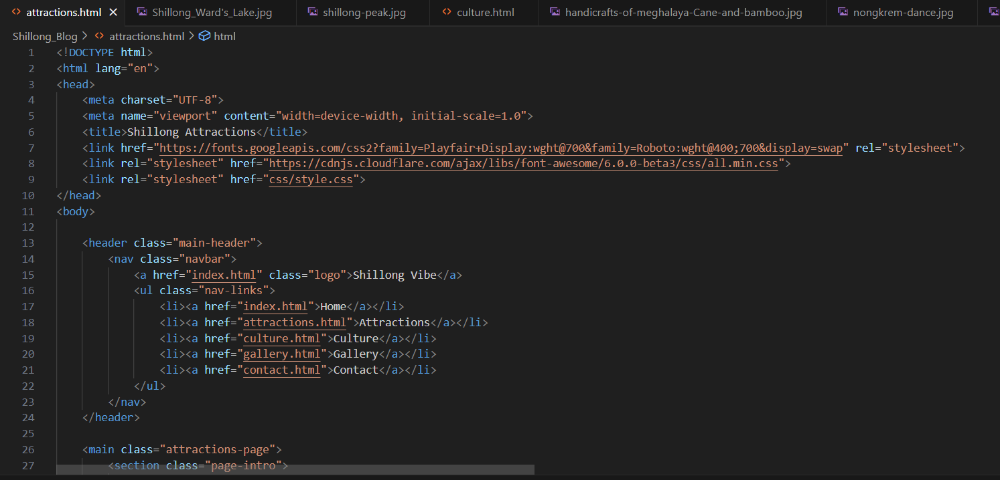 attractions.html Shillong_Ward's_Lake.jpg shillong-peak.jpg culture.html handicrafts-of-meghalaya-Cane-and-bamboo.jpg nongkrem-dance.jpg
Shillong_Blog > attractions.html > html
1 <!DOCTYPE html>
2 <html lang="en">
3 <head>
4     <meta charset="UTF-8">
5     <meta name="viewport" content="width=device-width, initial-scale=1.0">
6     <title>Shillong Attractions</title>
7     <link href="https://fonts.googleapis.com/css2?family=Playfair+Display:wght@700&family=Roboto:wght@400;700&display=swap" rel="stylesheet">
8     <link rel="stylesheet" href="https://cdnjs.cloudflare.com/ajax/libs/font-awesome/6.0.0-beta3/css/all.min.css">
9     <link rel="stylesheet" href="css/style.css">
10 </head>
11 <body>
12
13     <header class="main-header">
14         <nav class="navbar">
15             <a href="index.html" class="logo">Shillong Vibe</a>
16             <ul class="nav-links">
17                 <li><a href="index.html">Home</a></li>
18                 <li><a href="attractions.html">Attractions</a></li>
19                 <li><a href="culture.html">Culture</a></li>
20                 <li><a href="gallery.html">Gallery</a></li>
21                 <li><a href="contact.html">Contact</a></li>
22             </ul>
23         </nav>
24     </header>
25
26     <main class="attractions-page">
27         <section class="page-intro">